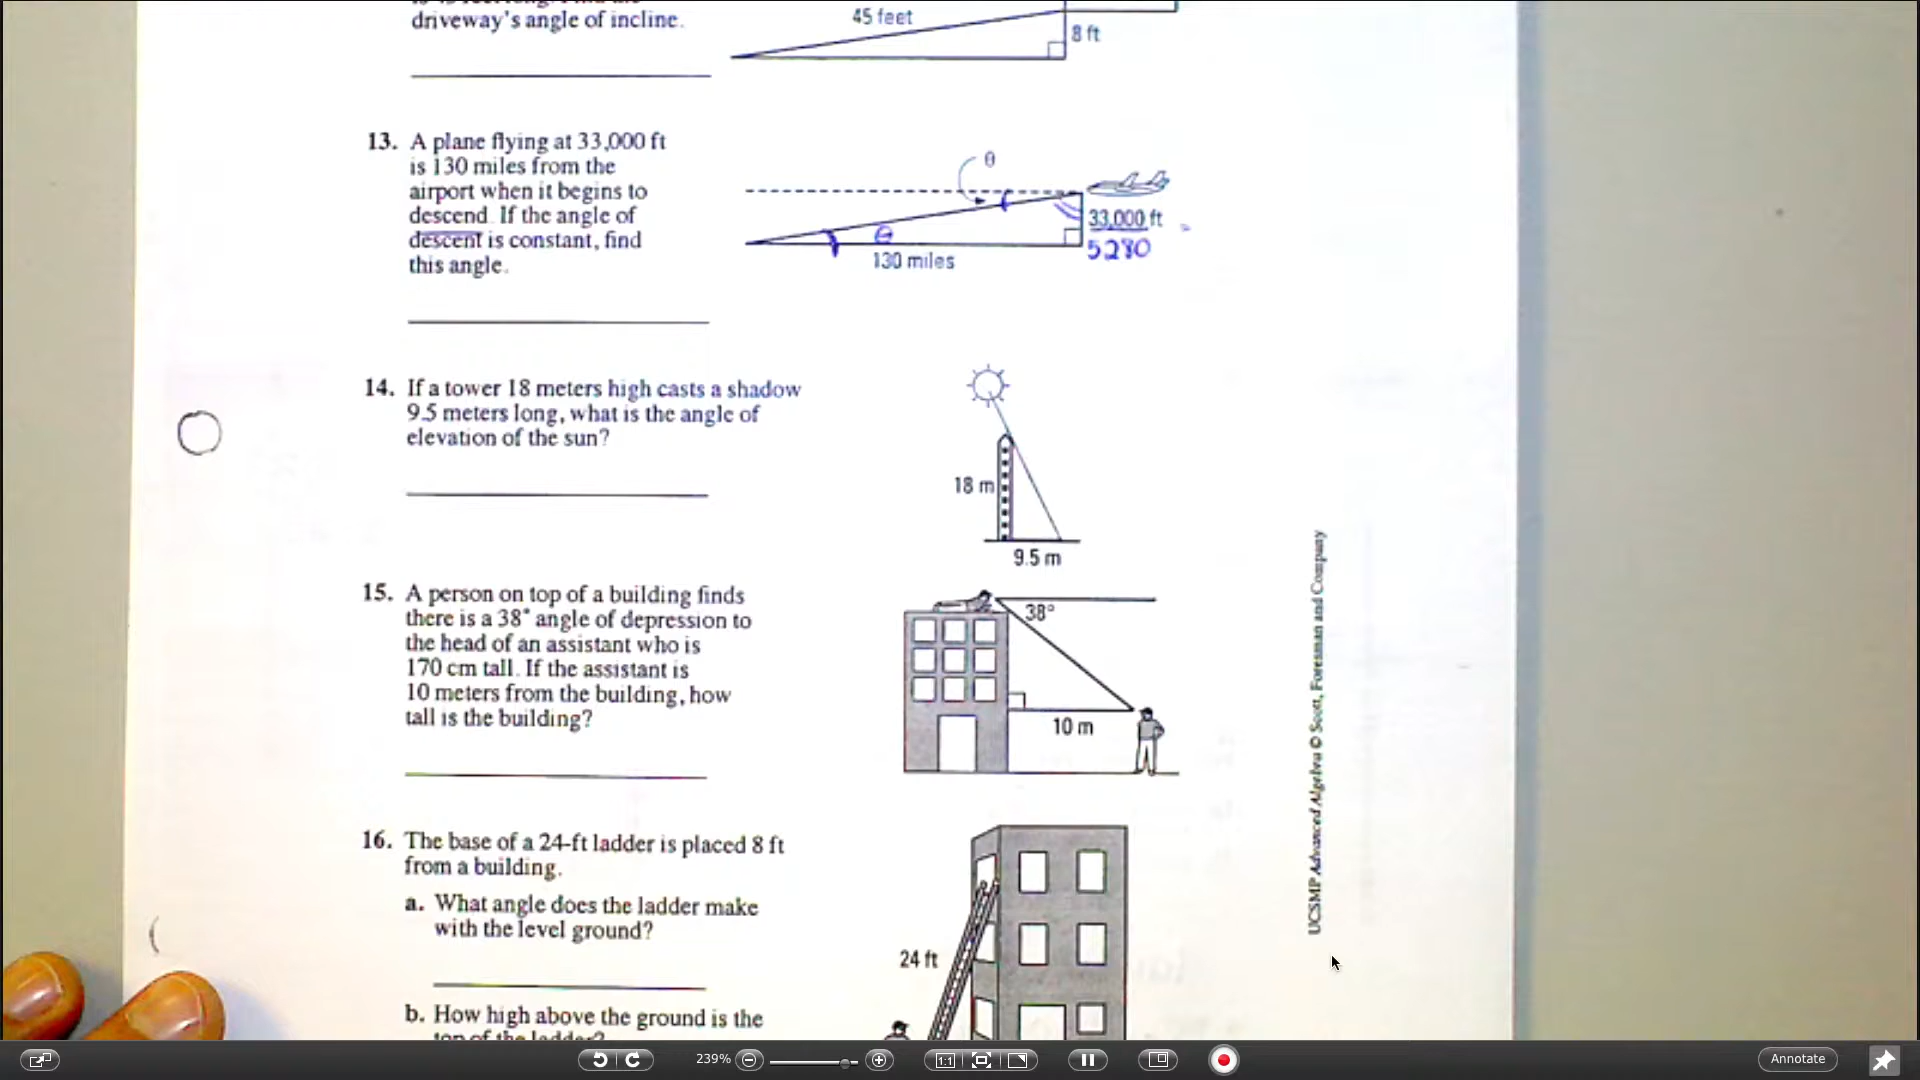 driveway's angle of incline.
45 feet
8 ft
13. A plane flying at 33,000 ft
is 130 miles from the
airport when it begins to
descend. If the angle of
descent is constant, find
this angle.
θ
33,000 ft
θ
5280
130 miles
14. If a tower 18 meters high casts a shadow
9.5 meters long, what is the angle of
elevation of the sun?
18 m
9.5 m
15. A person on top of a building finds
there is a 38° angle of depression to
the head of an assistant who is
170 cm tall. If the assistant is
10 meters from the building, how
tall is the building?
38°
10 m
16. The base of a 24-ft ladder is placed 8 ft
from a building.
a. What angle does the ladder make
with the level ground?
24 ft
b. How high above the ground is the
top of the ladder?
UCSMP Advanced Algebra © Scott, Foresman and Company
239%
1:1
Annotate